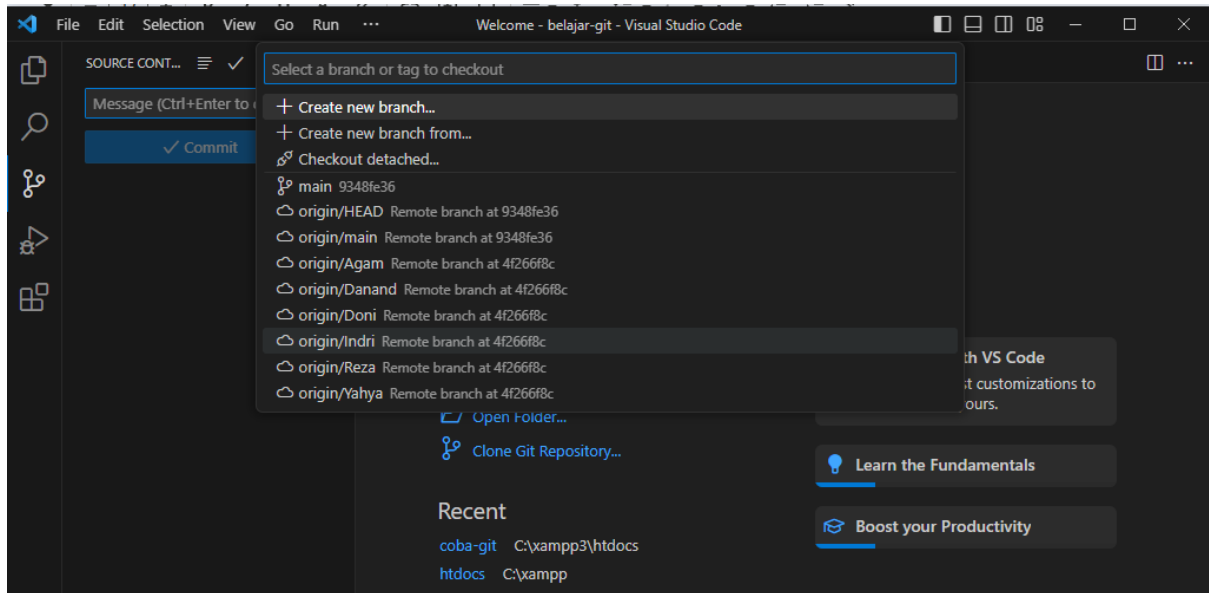 File Edit Selection View Go Run ··· Welcome - belajar-git - Visual Studio Code
SOURCE CONT...
Select a branch or tag to checkout
Message (Ctrl+Enter to
Commit
Create new branch...
Create new branch from...
Checkout detached...
main 9348fe36
origin/HEAD Remote branch at 9348fe36
origin/main Remote branch at 9348fe36
origin/Agam Remote branch at 4f266f8c
origin/Danand Remote branch at 4f266f8c
origin/Doni Remote branch at 4f266f8c
origin/Indri Remote branch at 4f266f8c
origin/Reza Remote branch at 4f266f8c
origin/Yahya Remote branch at 4f266f8c
Open Folder...
Clone Git Repository...
Recent
coba-git C:\xampp3\htdocs
htdocs C:\xampp
th VS Code
st customizations to
ours.
Learn the Fundamentals
Boost your Productivity